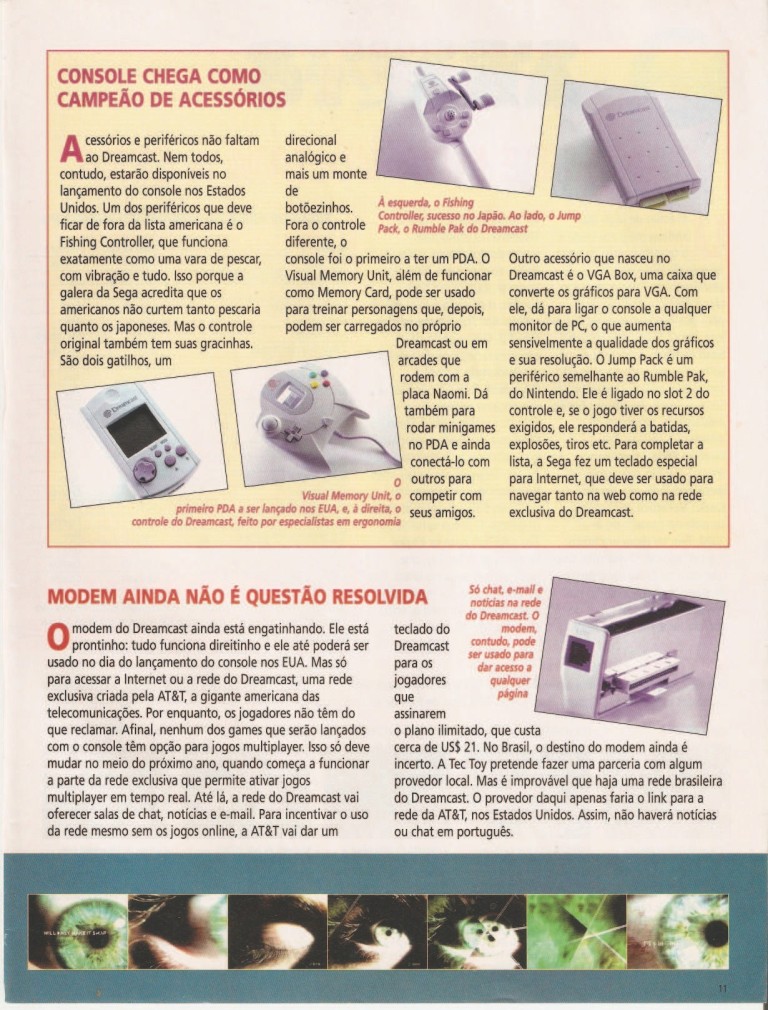 CONSOLE CHEGA COMO
CAMPEÃO DE ACESSÓRIOS
Acessórios e periféricos não faltam
ao Dreamcast. Nem todos,
contudo, estarão disponíveis no
lançamento do console nos Estados
Unidos. Um dos periféricos que deve
ficar de fora da lista americana é o
Fishing Controller, que funciona
exatamente como uma vara de pescar,
com vibração e tudo. Isso porque a
galera da Sega acredita que os
americanos não curtem tanto pescaria
quanto os japoneses. Mas o controle
original também tem suas gracinhas.
São dois gatilhos, um
direcional
analógico e
mais um monte
de
botõezinhos.
Fora o controle
diferente, o
console foi o primeiro a ter um PDA. O
Visual Memory Unit, além de funcionar
como Memory Card, pode ser usado
para treinar personagens que, depois,
podem ser carregados no próprio
Dreamcast ou em
arcades que
rodem com a
placa Naomi. Dá
também para
rodar minigames
no PDA e ainda
conectá-lo com
outros para
competir com
seus amigos.
À esquerda, o Fishing
Controller, sucesso no Japão. Ao lado, o Jump
Pack, o Rumble Pak do Dreamcast
Outro acessório que nasceu no
Dreamcast é o VGA Box, uma caixa que
converte os gráficos para VGA. Com
ele, dá para ligar o console a qualquer
monitor de PC, o que aumenta
sensivelmente a qualidade dos gráficos
e sua resolução. O Jump Pack é um
periférico semelhante ao Rumble Pak,
do Nintendo. Ele é ligado no slot 2 do
controle e, se o jogo tiver os recursos
exigidos, ele responderá a batidas,
explosões, tiros etc. Para completar a
lista, a Sega fez um teclado especial
para Internet, que deve ser usado para
navegar tanto na web como na rede
exclusiva do Dreamcast.
Dreamcast
Dreamcast
O
Visual Memory Unit, o
primeiro PDA a ser lançado nos EUA, e, à direita, o
controle do Dreamcast, feito por especialistas em ergonomia
MODEM AINDA NÃO É QUESTÃO RESOLVIDA
O modem do Dreamcast ainda está engatinhando. Ele está
prontinho: tudo funciona direitinho e ele até poderá ser
usado no dia do lançamento do console nos EUA. Mas só
para acessar a Internet ou a rede do Dreamcast, uma rede
exclusiva criada pela AT&T, a gigante americana das
telecomunicações. Por enquanto, os jogadores não têm do
que reclamar. Afinal, nenhum dos games que serão lançados
com o console têm opção para jogos multiplayer. Isso só deve
mudar no meio do próximo ano, quando começa a funcionar
a parte da rede exclusiva que permite ativar jogos
multiplayer em tempo real. Até lá, a rede do Dreamcast vai
oferecer salas de chat, notícias e e-mail. Para incentivar o uso
da rede mesmo sem os jogos online, a AT&T vai dar um
teclado do
Dreamcast
para os
jogadores
que
assinarem
o plano ilimitado, que custa
cerca de US$ 21. No Brasil, o destino do modem ainda é
incerto. A Tec Toy pretende fazer uma parceria com algum
provedor local. Mas é improvável que haja uma rede brasileira
do Dreamcast. O provedor daqui apenas faria o link para a
rede da AT&T, nos Estados Unidos. Assim, não haverá notícias
ou chat em português.
Só chat, e-mail e
notícias na rede
do Dreamcast. O
modem,
contudo, pode
ser usado para
dar acesso a
qualquer
página
11